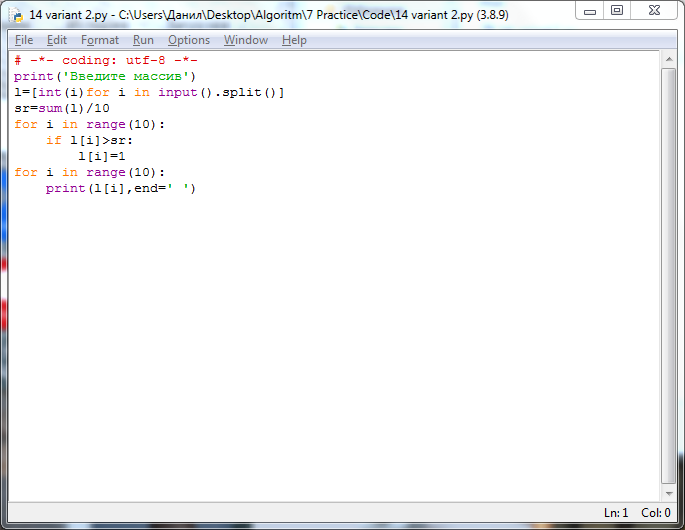 14 variant 2.py - C:\Users\Данил\Desktop\Algoritm\7 Practice\Code\14 variant 2.py (3.8.9)
File Edit Format Run Options Window Help
# -*- coding: utf-8 -*-
print('Введите массив')
l=[int(i)for i in input().split()]
sr=sum(l)/10
for i in range(10):
    if l[i]>sr:
        l[i]=1
for i in range(10):
    print(l[i],end=' ')
Ln: 1 Col: 0